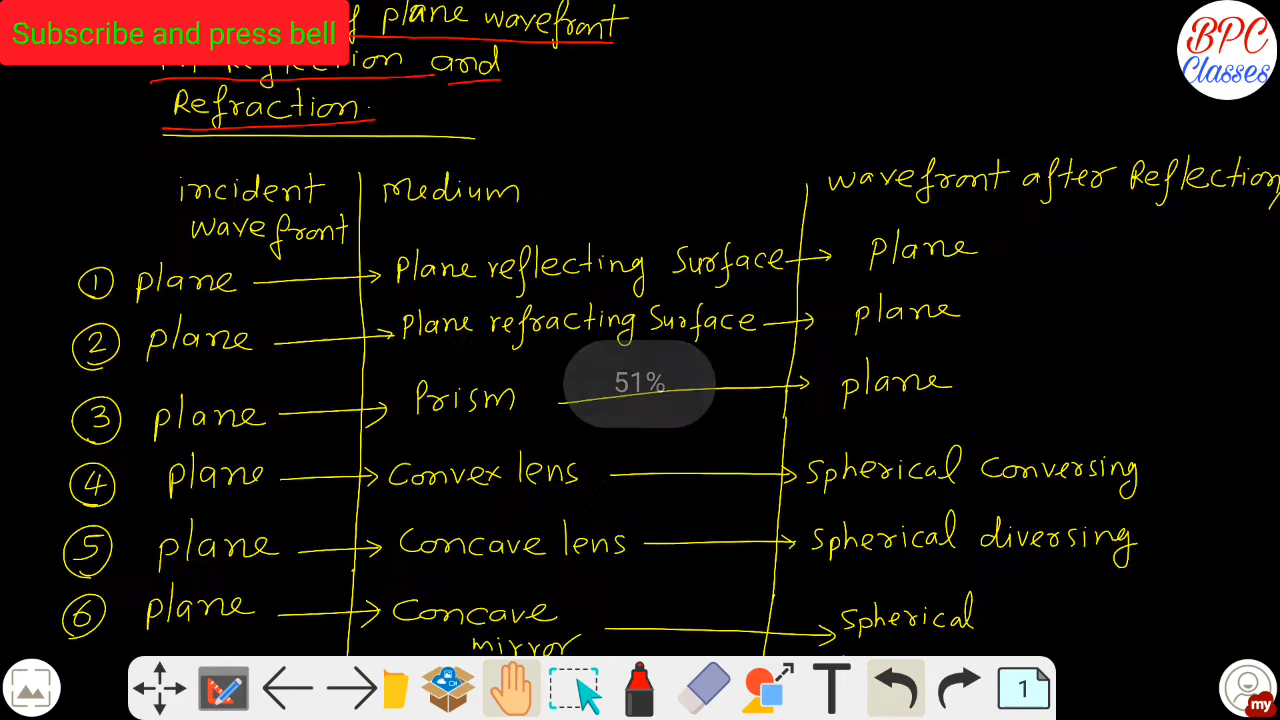 Subscribe and press bell
plane wavefront
and
Refraction.
BPC
Classes
incident wavefront | Medium | wavefront after Reflection
① plane → Plane reflecting Surface → plane
② plane → Plane refracting Surface → plane
51%
③ plane → Prism → plane
④ plane → Convex lens → Spherical Conversing
⑤ plane → Concave lens → Spherical diversing
⑥ plane → Concave mirror → Spherical
T
1
my